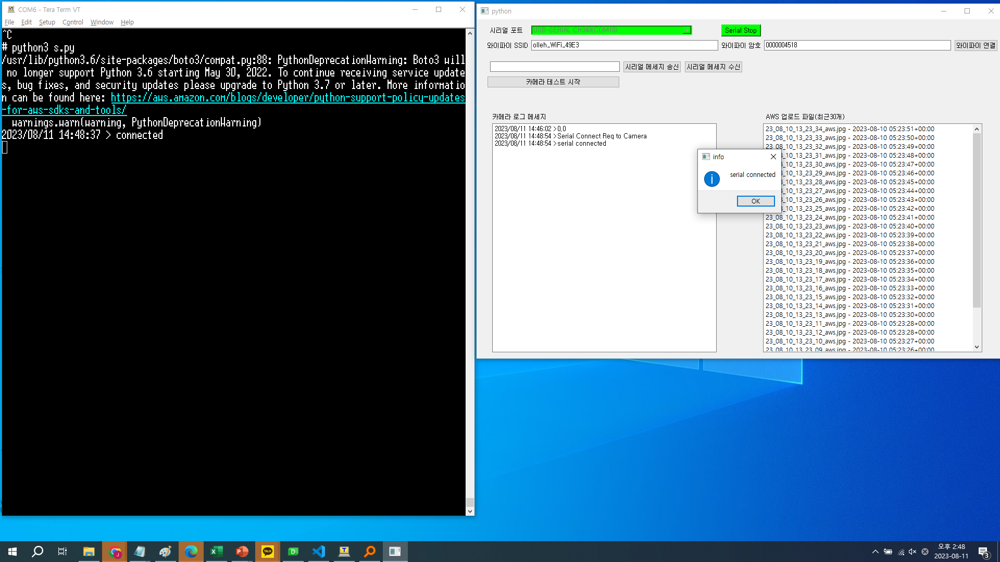 COM6 - Tera Term VT
File Edit Setup Control Window Help
^C
# python3 s.py
/usr/lib/python3.6/site-packages/boto3/compat.py:88: PythonDeprecationWarning: Boto3 will
no longer support Python 3.6 starting May 30, 2022. To continue receiving service update
s, bug fixes, and security updates please upgrade to Python 3.7 or later. More informatio
n can be found here: https://aws.amazon.com/blogs/developer/python-support-policy-updates
-for-aws-sdks-and-tools/
warnings.warn(warning, PythonDeprecationWarning)
2023/08/11 14:48:37 > connected
python
시리얼 포트 USB-SERIAL CH340(COM10) Serial Stop
와이파이 SSID olleh_WiFi_49E3 와이파이 암호 0000004518 와이파이 연결
시리얼 메세지 송신 시리얼 메세지 수신
카메라 테스트 시작
카메라 로그 메세지
2023/08/11 14:46:02 >0,0
2023/08/11 14:48:54 >Serial Connect Req to Camera
2023/08/11 14:48:54 >serial connected
info
serial connected
OK
AWS 업로드 파일(최근30개)
23_08_10_13_23_34_aws.jpg - 2023-08-10 05:23:51+00:00
23_08_10_13_23_33_aws.jpg - 2023-08-10 05:23:50+00:00
23_08_10_13_23_32_aws.jpg - 2023-08-10 05:23:49+00:00
3_10_13_23_31_aws.jpg - 2023-08-10 05:23:48+00:00
3_10_13_23_30_aws.jpg - 2023-08-10 05:23:47+00:00
3_10_13_23_29_aws.jpg - 2023-08-10 05:23:46+00:00
3_10_13_23_28_aws.jpg - 2023-08-10 05:23:45+00:00
3_10_13_23_27_aws.jpg - 2023-08-10 05:23:44+00:00
3_10_13_23_26_aws.jpg - 2023-08-10 05:23:43+00:00
3_10_13_23_25_aws.jpg - 2023-08-10 05:23:42+00:00
23_08_10_13_23_24_aws.jpg - 2023-08-10 05:23:41+00:00
23_08_10_13_23_23_aws.jpg - 2023-08-10 05:23:40+00:00
23_08_10_13_23_22_aws.jpg - 2023-08-10 05:23:39+00:00
23_08_10_13_23_21_aws.jpg - 2023-08-10 05:23:38+00:00
23_08_10_13_23_20_aws.jpg - 2023-08-10 05:23:37+00:00
23_08_10_13_23_19_aws.jpg - 2023-08-10 05:23:36+00:00
23_08_10_13_23_18_aws.jpg - 2023-08-10 05:23:35+00:00
23_08_10_13_23_17_aws.jpg - 2023-08-10 05:23:34+00:00
23_08_10_13_23_16_aws.jpg - 2023-08-10 05:23:33+00:00
23_08_10_13_23_15_aws.jpg - 2023-08-10 05:23:32+00:00
23_08_10_13_23_14_aws.jpg - 2023-08-10 05:23:31+00:00
23_08_10_13_23_13_aws.jpg - 2023-08-10 05:23:30+00:00
23_08_10_13_23_11_aws.jpg - 2023-08-10 05:23:28+00:00
23_08_10_13_23_12_aws.jpg - 2023-08-10 05:23:28+00:00
23_08_10_13_23_10_aws.jpg - 2023-08-10 05:23:27+00:00
23_08_10_13_23_09_aws.jpg - 2023-08-10 05:23:26+00:00
TALK
오후 2:48
2023-08-11
3